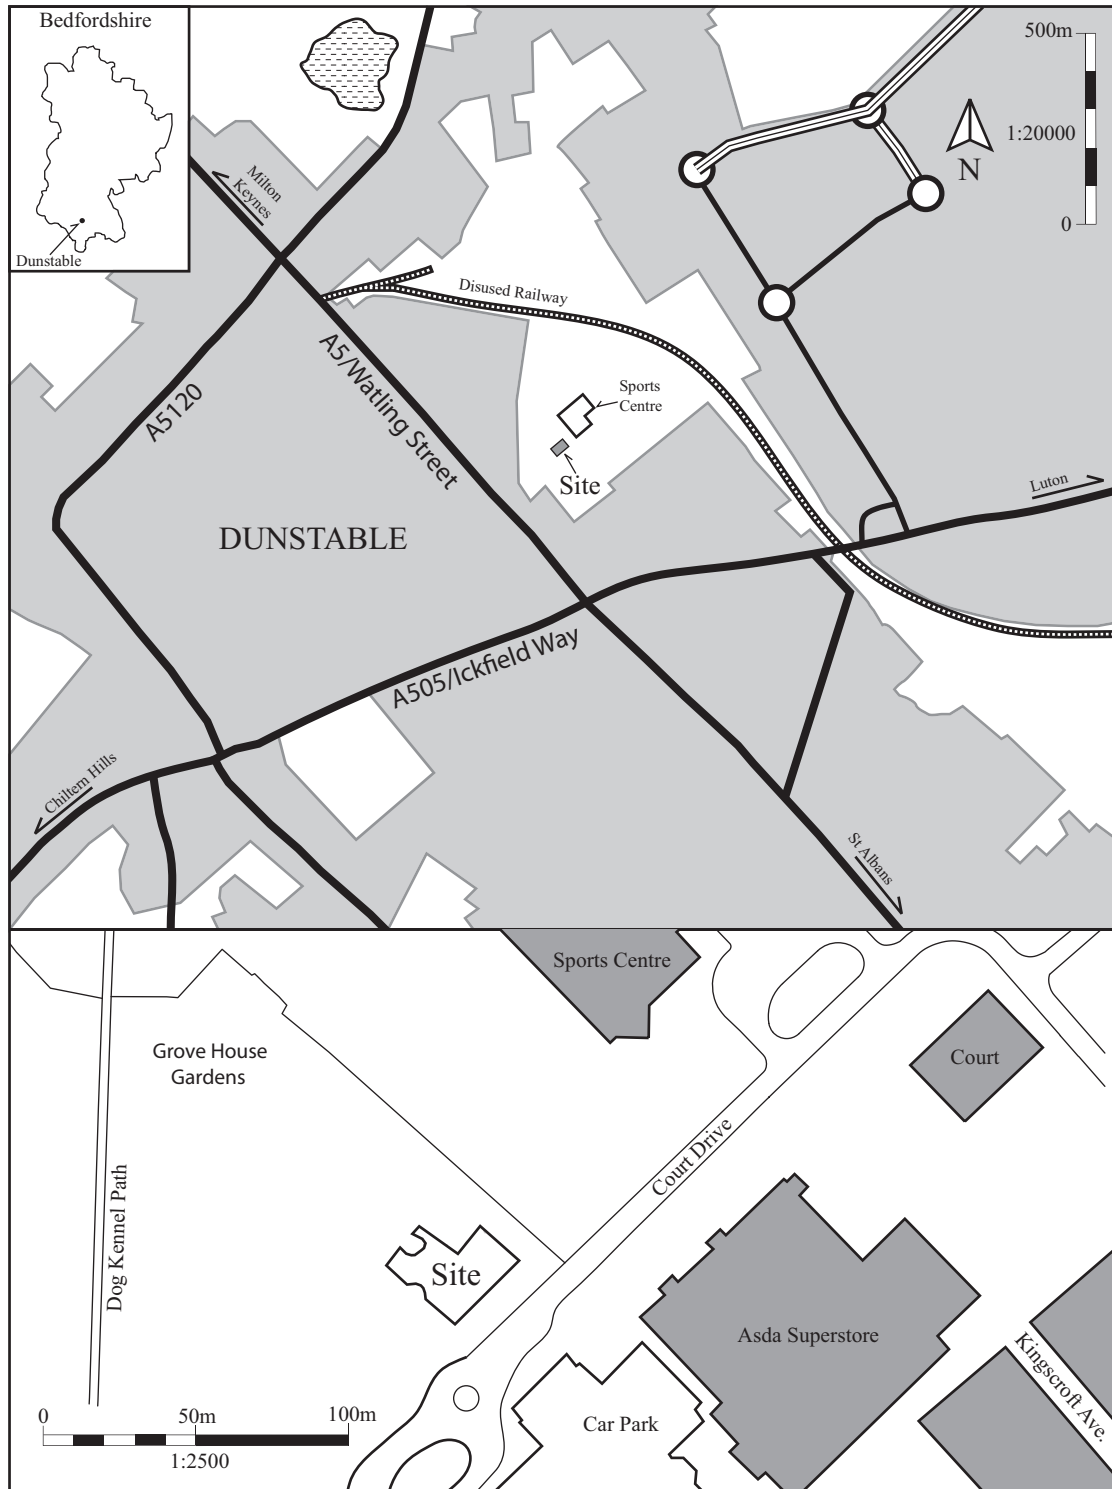 Bedfordshire
Dunstable
500m
1:20000
N
0
Milton
Keynes
Disused Railway
A5/Watling Street
A5120
Sports
Centre
Site
Luton
DUNSTABLE
A505/Ickfield Way
Chiltern Hills
St Albans
Sports Centre
Grove House
Gardens
Court
Court Drive
Dog Kennel Path
Site
Asda Superstore
Kingscroft Ave.
Car Park
0
50m
100m
1:2500